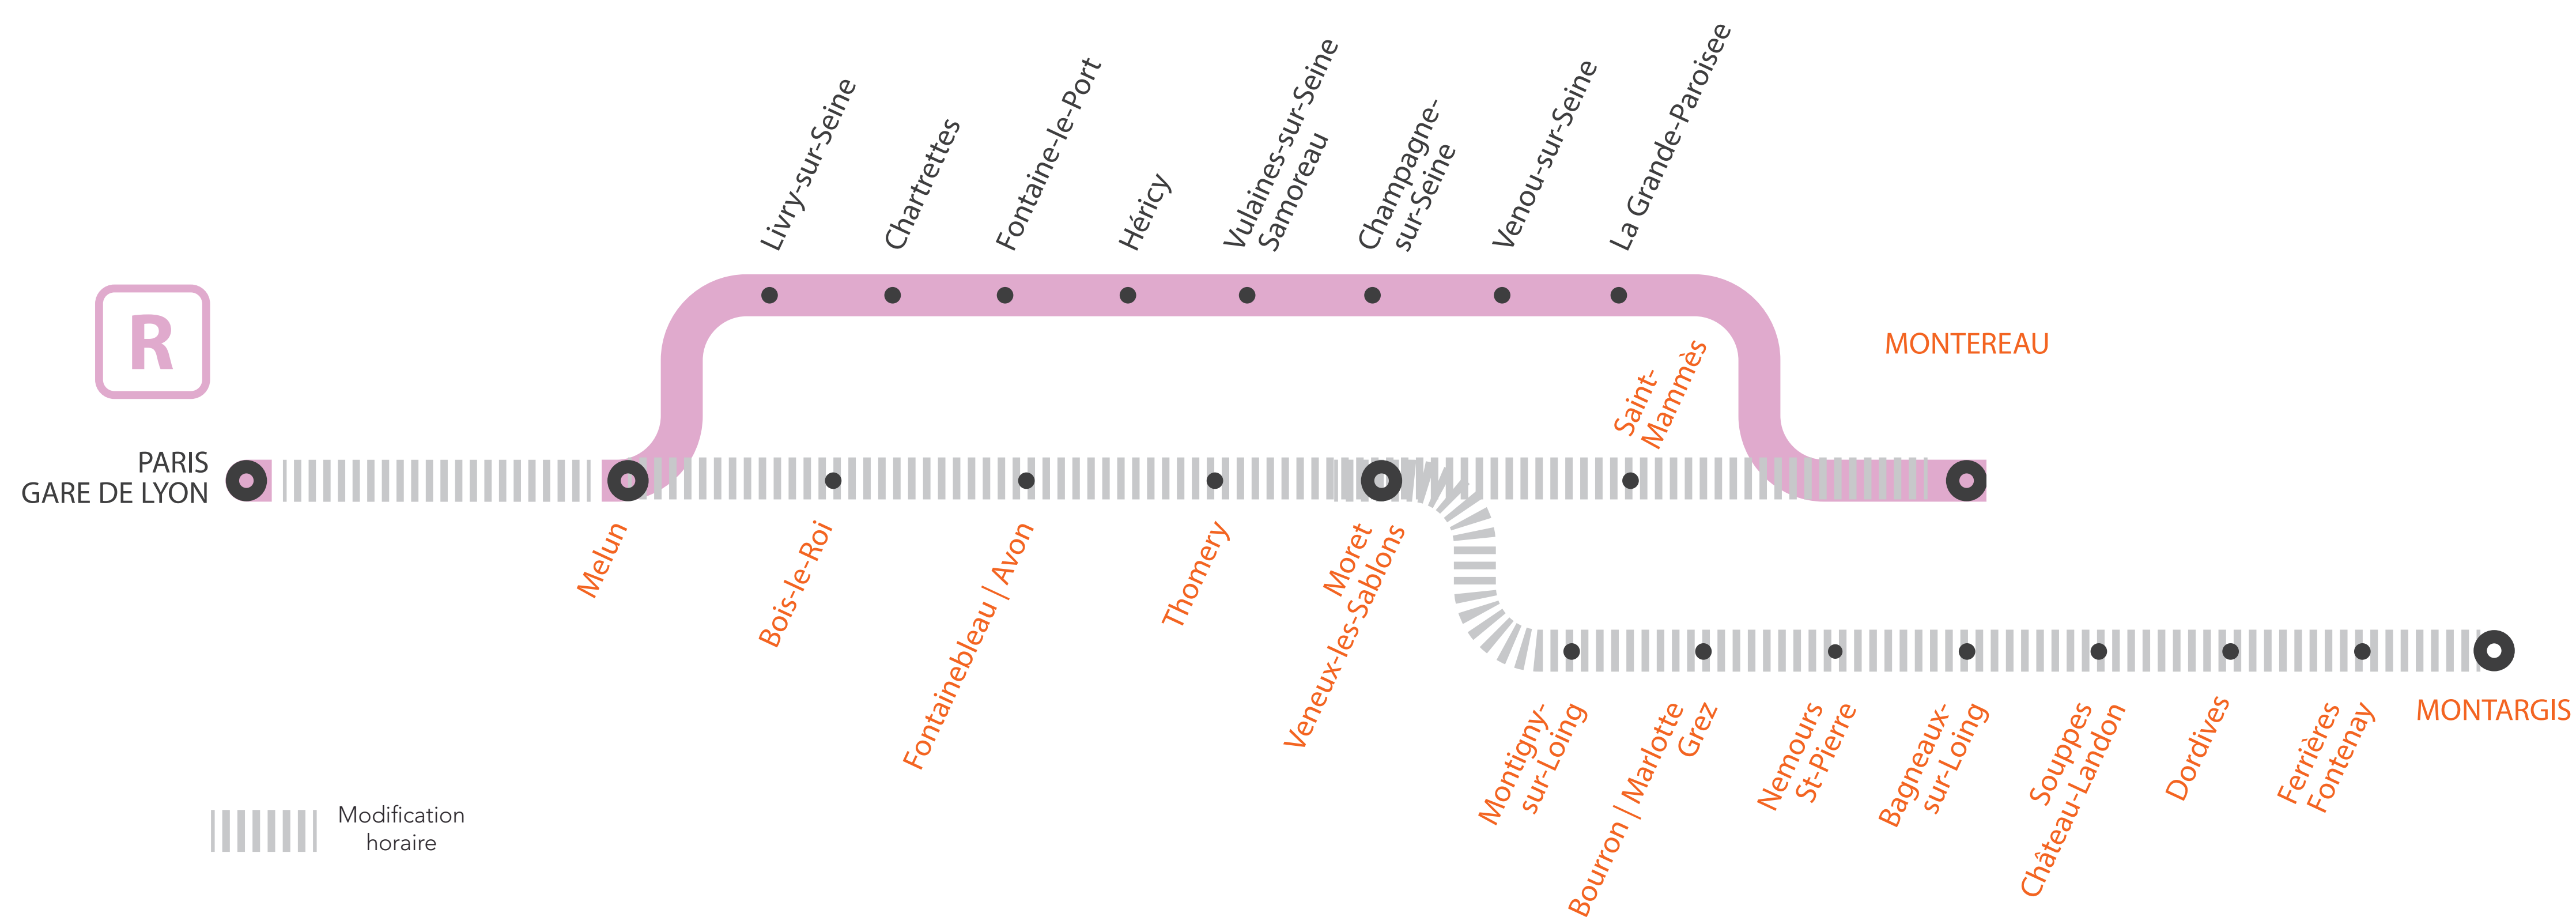 Livry-sur-Seine
Chartrettes
Fontaine-le-Port
Héricy
Vulaines-sur-Seine
Samoreau
Champagne-
sur-Seine
Venou-sur-Seine
La Grande-Paroisee
R
MONTEREAU
Saint-
Mammès
PARIS
GARE DE LYON
Melun
Bois-le-Roi
Fontainebleau | Avon
Thomery
Moret
Veneux-les-Sablons
Montigny-
sur-Loing
Bourron | Marlotte
Grez
Nemours
St-Pierre
Bagneaux-
sur-Loing
Souppes
Château-Landon
Dordives
Ferrières
Fontenay
MONTARGIS
Modification
horaire